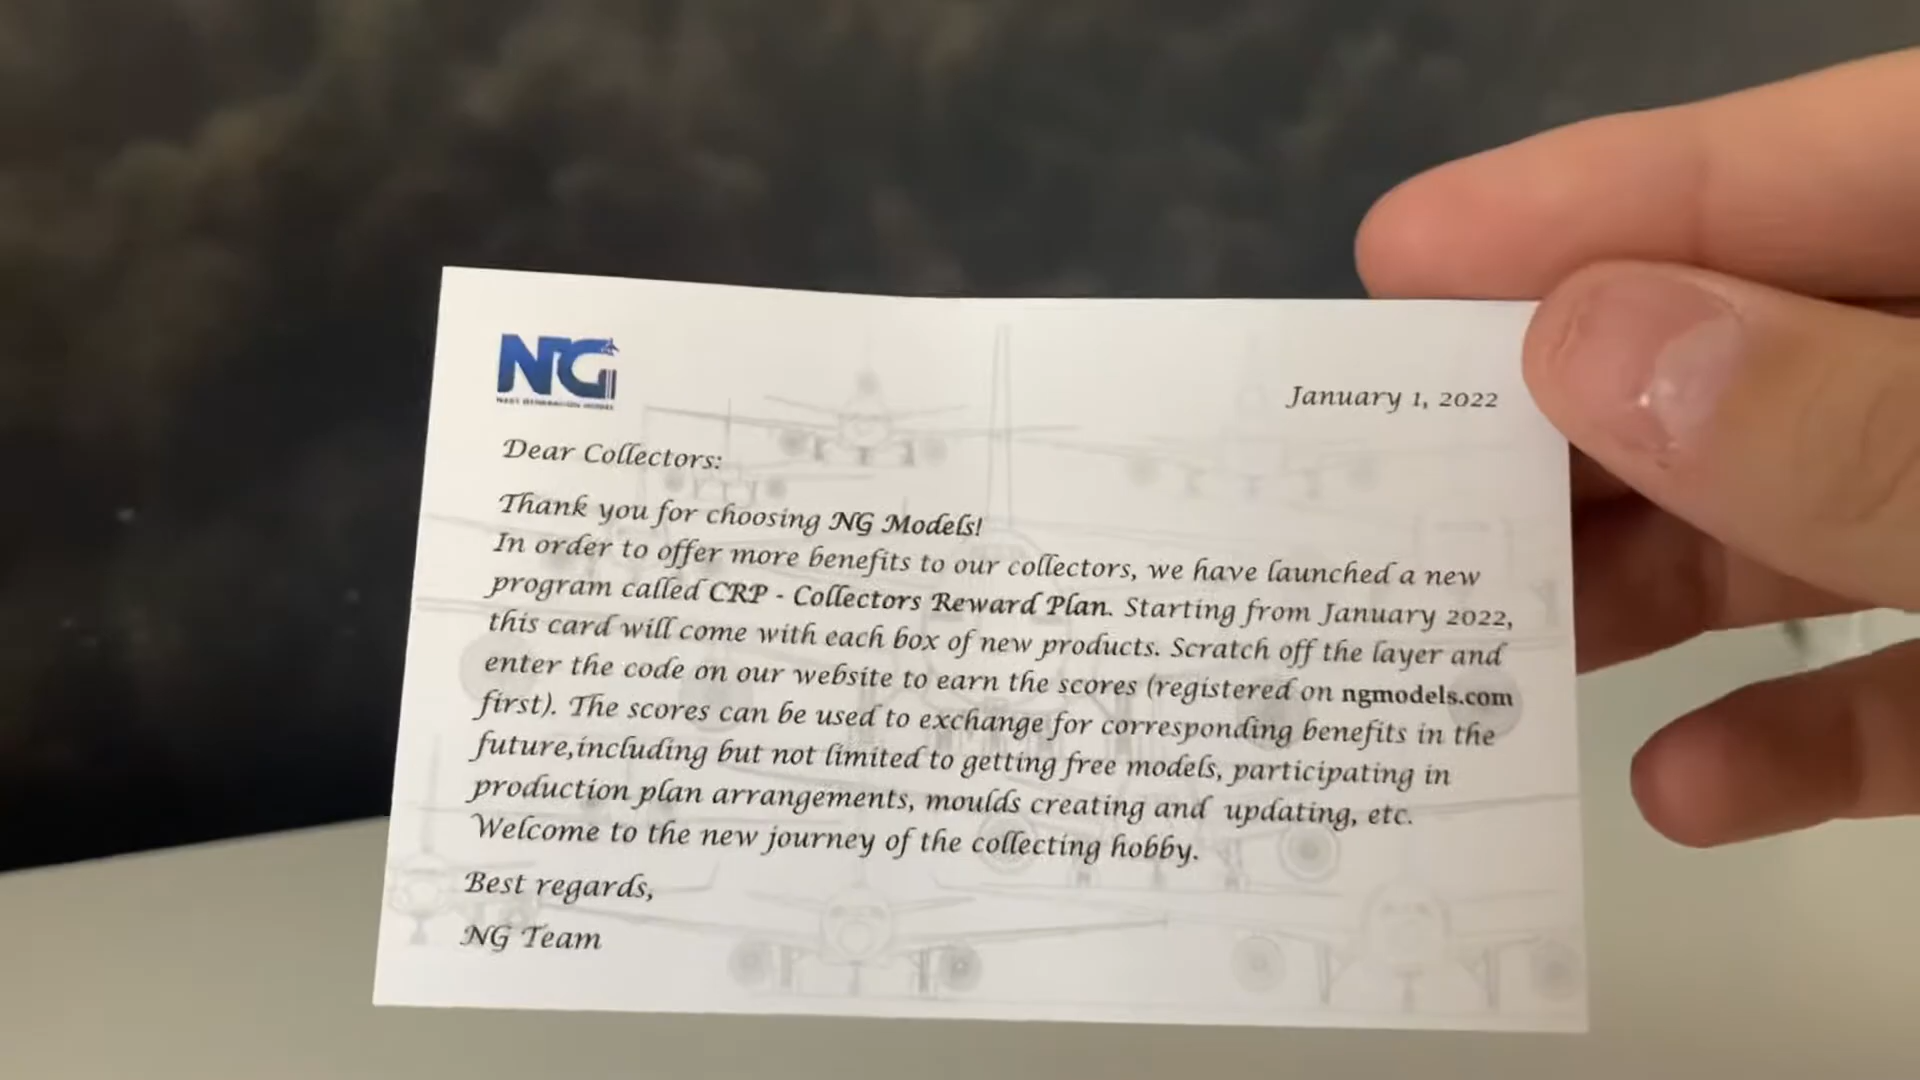 NG
NEXT GENERATION MODEL
January 1, 2022
Dear Collectors:
Thank you for choosing NG Models!
In order to offer more benefits to our collectors, we have launched a new
program called CRP - Collectors Reward Plan. Starting from January 2022,
this card will come with each box of new products. Scratch off the layer and
enter the code on our website to earn the scores (registered on ngmodels.com
first). The scores can be used to exchange for corresponding benefits in the
future,including but not limited to getting free models, participating in
production plan arrangements, moulds creating and updating, etc.
Welcome to the new journey of the collecting hobby.
Best regards,
NG Team